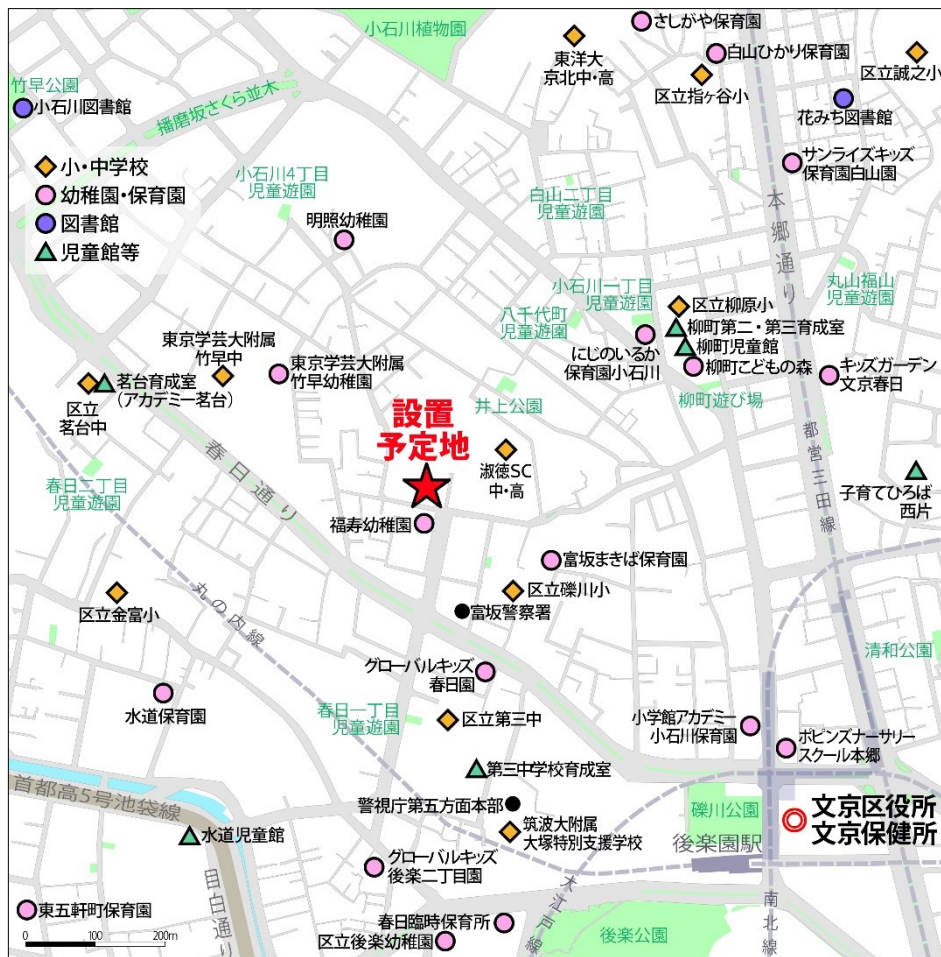 小石川植物園
さしがや保育園
白山ひかり保育園
東洋大
京北中・高
区立指ヶ谷小
区立誠之小
竹早公園
小石川図書館
播磨坂さくら並木
花みち図書館
小・中学校
幼稚園・保育園
図書館
児童館等
小石川4丁目
児童遊園
白山二丁目
児童遊園
サンライズキッズ
保育園白山園
本郷通り
明照幼稚園
丸山福山
児童遊園
小石川一丁目
児童遊園
八千代町
児童遊園
区立柳原小
柳町第二・第三育成室
柳町児童館
柳町こどもの森
にじのいるか
保育園小石川
キッズガーデン
文京春日
東京学芸大附属
竹早中
東京学芸大附属
竹早幼稚園
茗台育成室
(アカデミー茗台)
区立
茗台中
柳町遊び場
井上公園
設置
予定地
淑徳SC
中・高
春日通り
春日二丁目
児童遊園
都営三田線
子育てひろば
西片
福寿幼稚園
富坂まきば保育園
区立礫川小
富坂警察署
区立金富小
丸の内線
清和公園
グローバルキッズ
春日園
水道保育園
春日一丁目
児童遊園
区立第三中
小学館アカデミー
小石川保育園
ポピンズナーサリー
スクール本郷
第三中学校育成室
首都高5号池袋線
警視庁第五方面本部
礫川公園
文京区役所
文京保健所
水道児童館
筑波大附属
大塚特別支援学校
後楽園駅
グローバルキッズ
後楽二丁目園
目白通り
大江戸線
南北線
東五軒町保育園
春日臨時保育所
区立後楽幼稚園
後楽公園
0 100 200m